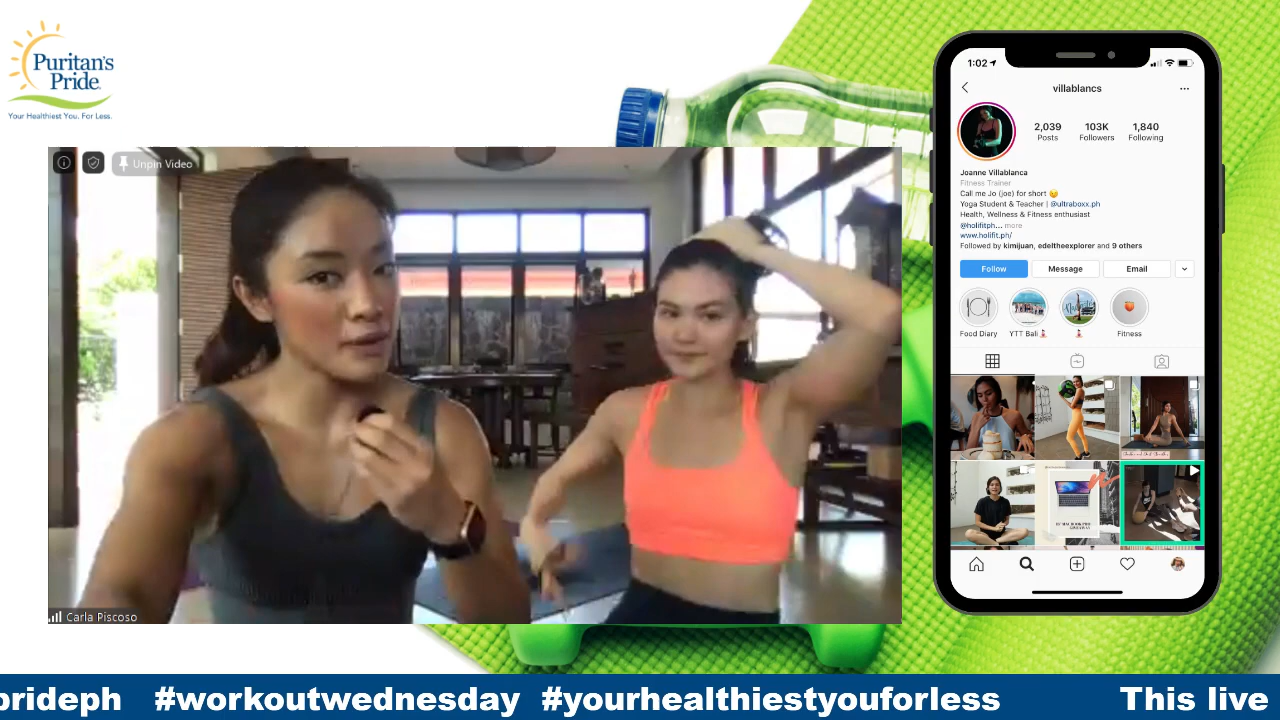 Puritan's
Pride
Your Healthiest You, For Less.
Unpin Video
Carla Piscoso
1:02
villablancs
2,039 103K 1,840
Posts Followers Following
Joanne Villablanca
Fitness Trainer
Call me Jo (joe) for short 😉
Yoga Student & Teacher | @ultraboxx.ph
Health, Wellness & Fitness enthusiast
@holifitph... more
www.holifit.ph/
Followed by kimijuan, edeltheexplorer and 9 others
Follow Message Email
Food Diary YTT Bali Fitness
prideph #workoutwednesday #yourhealthiestyouforless This live